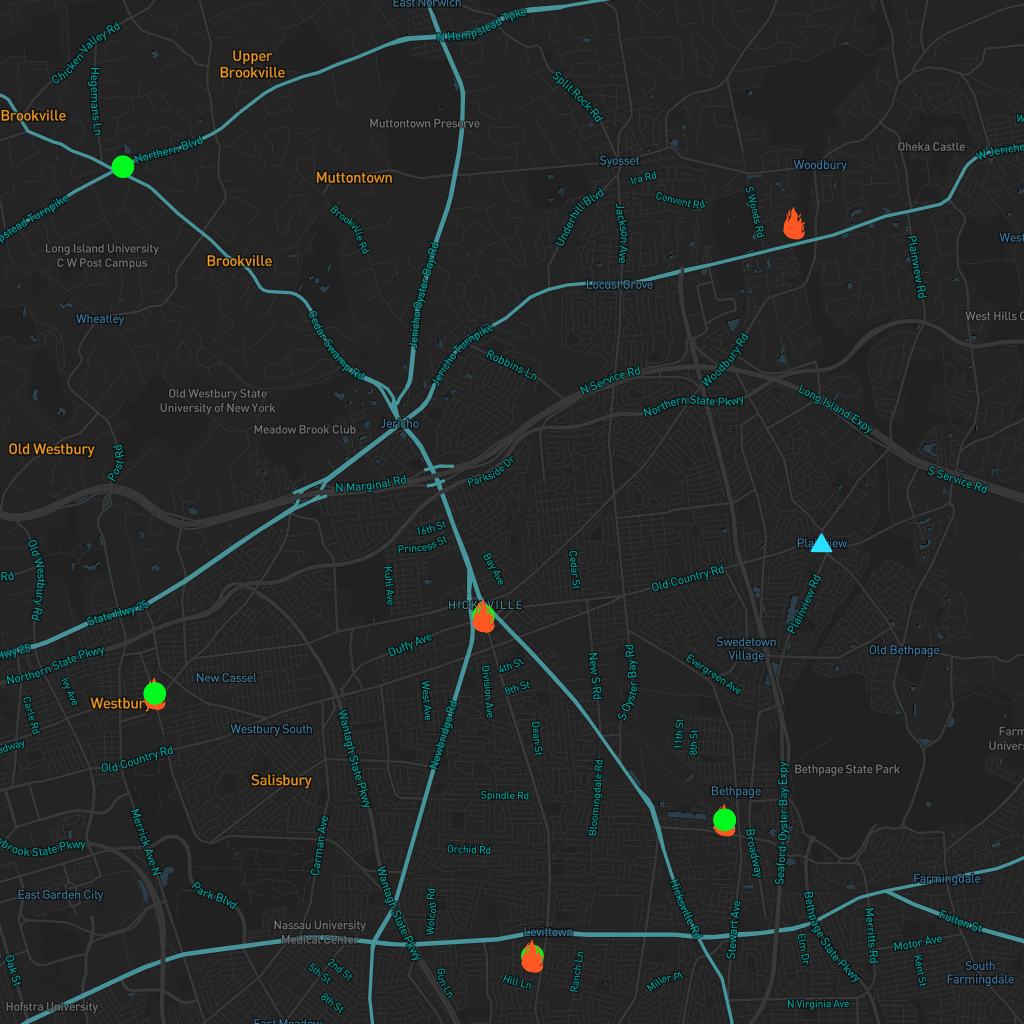 East Norwich
N Hempstead Tpke
Chicken Valley Rd
Upper
Brookville
Hegemans Ln
Split Rock Rd
Brookville
Muttontown Preserve
Northern Blvd
Oheka Castle
W Jericho
Syosset
Woodbury
Muttontown
Ira Rd
Convent Rd
S Woods Rd
Underhill Blvd
Jackson Ave
Brookville Rd
Long Island University
C W Post Campus
Brookville
Plainview Rd
West Hills C
Jericho Oyster Bay Rd
Locust Grove
Wheatley
Cedar Swamp Rd
Jericho Turnpike
Robbins Ln
Woodbury Rd
N Service Rd
Old Westbury State
University of New York
Northern State Pkwy
Long Island Expy
Meadow Brook Club
Jericho
Old Westbury
Post Rd
N Marginal Rd
Parkside Dr
S Service Rd
16th St
Princess St
Plainview
Old Westbury Rd
Rd
Kuhl Ave
Bay Ave
Cedar St
Old Country Rd
Plainview Rd
State Hwy 25
HICKSVILLE
Duffy Ave
Hwy 25
Northern State Pkwy
Swedetown
Village
Old Bethpage
New Cassel
4th St
8th St
Division Ave
West Ave
New S Rd
S Oyster Bay Rd
Evergreen Ave
Ivy Ave
Carle Rd
Westbury
Westbury South
Wantagh State Pkwy
Newbridge Rd
Dean St
11th St
8th St
Old Country Rd
Salisbury
Bethpage State Park
Spindle Rd
Bloomingdale Rd
Bethpage
Seaford-Oyster Bay Expy
Merrick Ave N
Carman Ave
Orchid Rd
Broadway
East Garden City
Park Blvd
Wantagh State Pkwy
Wolcott Rd
Hicksville Rd
Stewart Ave
Farmingdale
Bethpage State Pkwy
Merritts Rd
Fulton St
Nassau University
Medical Center
Levittown
Elm Dr
Motor Ave
Kent St
Oak St
2nd St
5th St
8th St
Gun Ln
Hill Ln
Ranch Ln
Miller Pl
South
Farmingdale
Hofstra University
East Meadow
N Virginia Ave